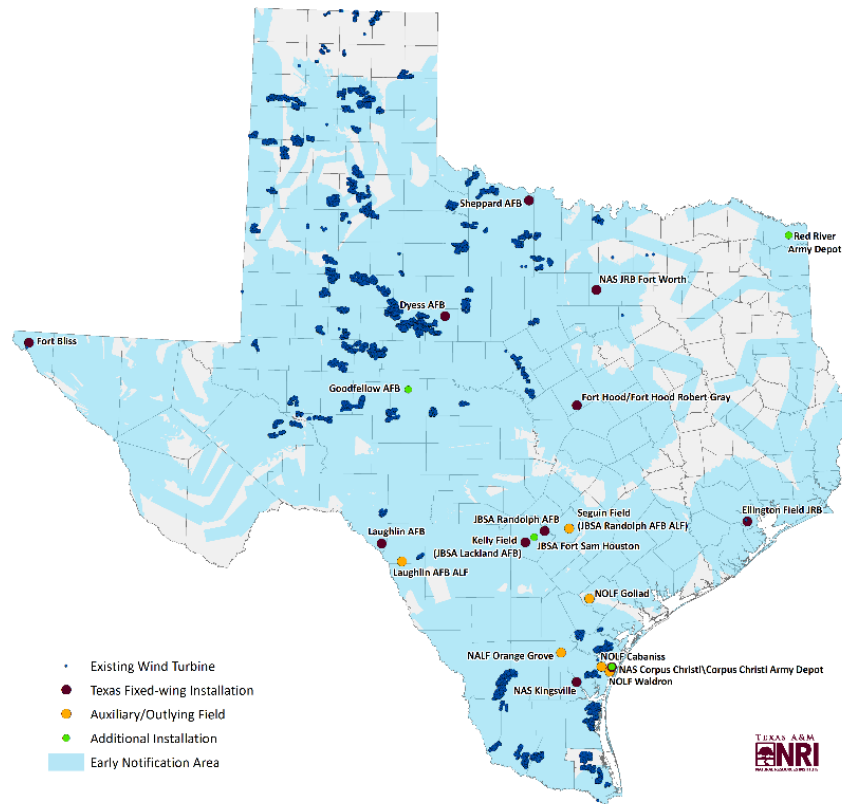 Sheppard AFB
Red River
Army Depot
NAS JRB Fort Worth
Dyess AFB
Fort Bliss
Goodfellow AFB
Fort Hood/Fort Hood Robert Gray
Ellington Field JRB
Seguin Field
(JBSA Randolph AFB ALF)
JBSA Randolph AFB
Kelly Field
(JBSA Lackland AFB)
JBSA Fort Sam Houston
Laughlin AFB
Laughlin AFB ALF
NOLF Goliad
NALF Orange Grove
NOLF Cabaniss
NAS Corpus Christi\Corpus Christi Army Depot
NOLF Waldron
NAS Kingsville
Existing Wind Turbine
Texas Fixed-wing Installation
Auxiliary/Outlying Field
Additional Installation
Early Notification Area
TEXAS A&M
NRI
NATURAL RESOURCES INSTITUTE